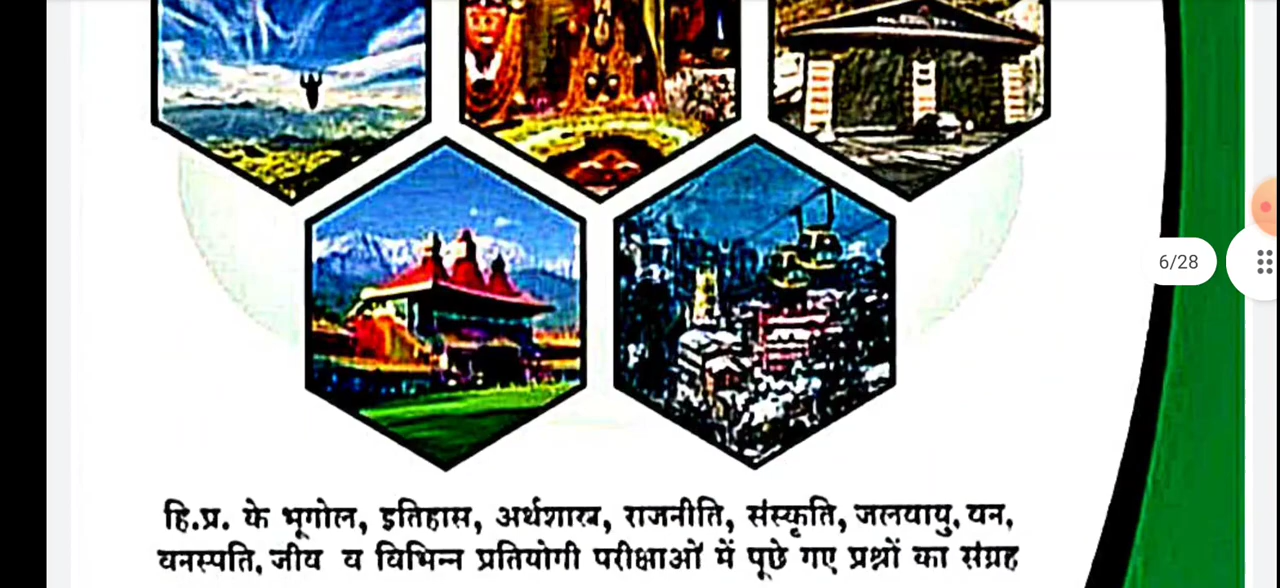 6/28
हि.प्र. के भूगोल, इतिहास, अर्थशास्त्र, राजनीति, संस्कृति, जलवायु, वन,
वनस्पति, जीव व विभिन्न प्रतियोगी परीक्षाओं में पूछे गए प्रश्नों का संग्रह